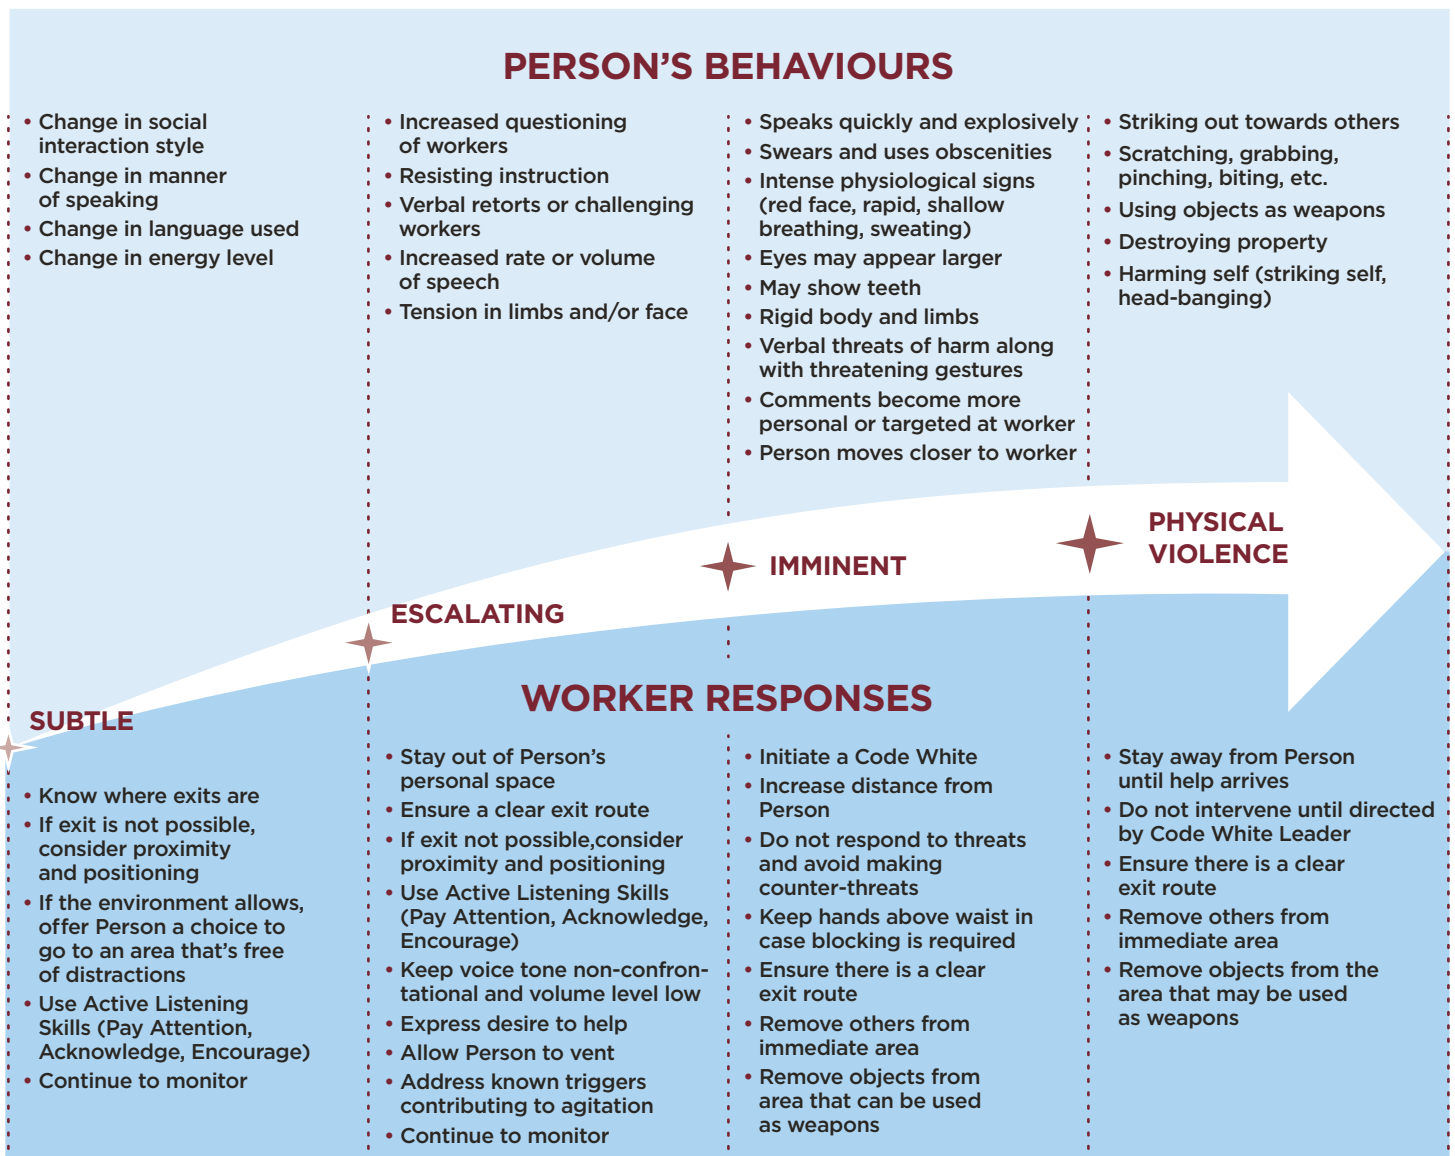 PERSON'S BEHAVIOURS
• Change in social
interaction style
• Change in manner
of speaking
• Change in language used
• Change in energy level
• Increased questioning
of workers
• Resisting instruction
• Verbal retorts or challenging
workers
• Increased rate or volume
of speech
• Tension in limbs and/or face
• Speaks quickly and explosively
• Swears and uses obscenities
• Intense physiological signs
(red face, rapid, shallow
breathing, sweating)
• Eyes may appear larger
• May show teeth
• Rigid body and limbs
• Verbal threats of harm along
with threatening gestures
• Comments become more
personal or targeted at worker
• Person moves closer to worker
• Striking out towards others
• Scratching, grabbing,
pinching, biting, etc.
• Using objects as weapons
• Destroying property
• Harming self (striking self,
head-banging)
SUBTLE
ESCALATING
IMMINENT
PHYSICAL
VIOLENCE
WORKER RESPONSES
• Know where exits are
• If exit is not possible,
consider proximity
and positioning
• If the environment allows,
offer Person a choice to
go to an area that's free
of distractions
• Use Active Listening
Skills (Pay Attention,
Acknowledge, Encourage)
• Continue to monitor
• Stay out of Person's
personal space
• Ensure a clear exit route
• If exit not possible,consider
proximity and positioning
• Use Active Listening Skills
(Pay Attention, Acknowledge,
Encourage)
• Keep voice tone non-confron-
tational and volume level low
• Express desire to help
• Allow Person to vent
• Address known triggers
contributing to agitation
• Continue to monitor
• Initiate a Code White
• Increase distance from
Person
• Do not respond to threats
and avoid making
counter-threats
• Keep hands above waist in
case blocking is required
• Ensure there is a clear
exit route
• Remove others from
immediate area
• Remove objects from
area that can be used
as weapons
• Stay away from Person
until help arrives
• Do not intervene until directed
by Code White Leader
• Ensure there is a clear
exit route
• Remove others from
immediate area
• Remove objects from the
area that may be used
as weapons